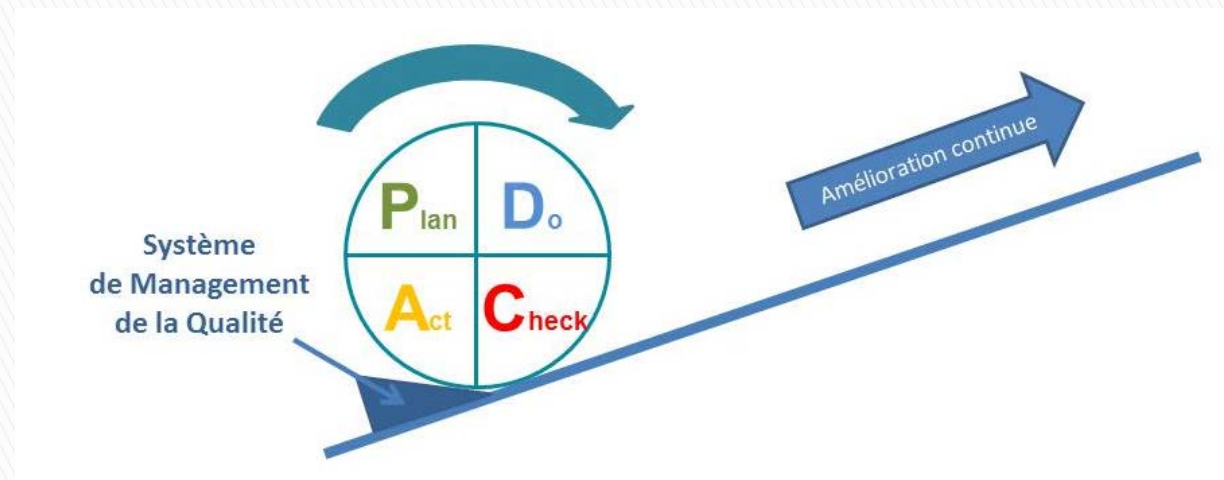 Plan
Do
Act
Check
Système
de Management
de la Qualité
Amélioration continue